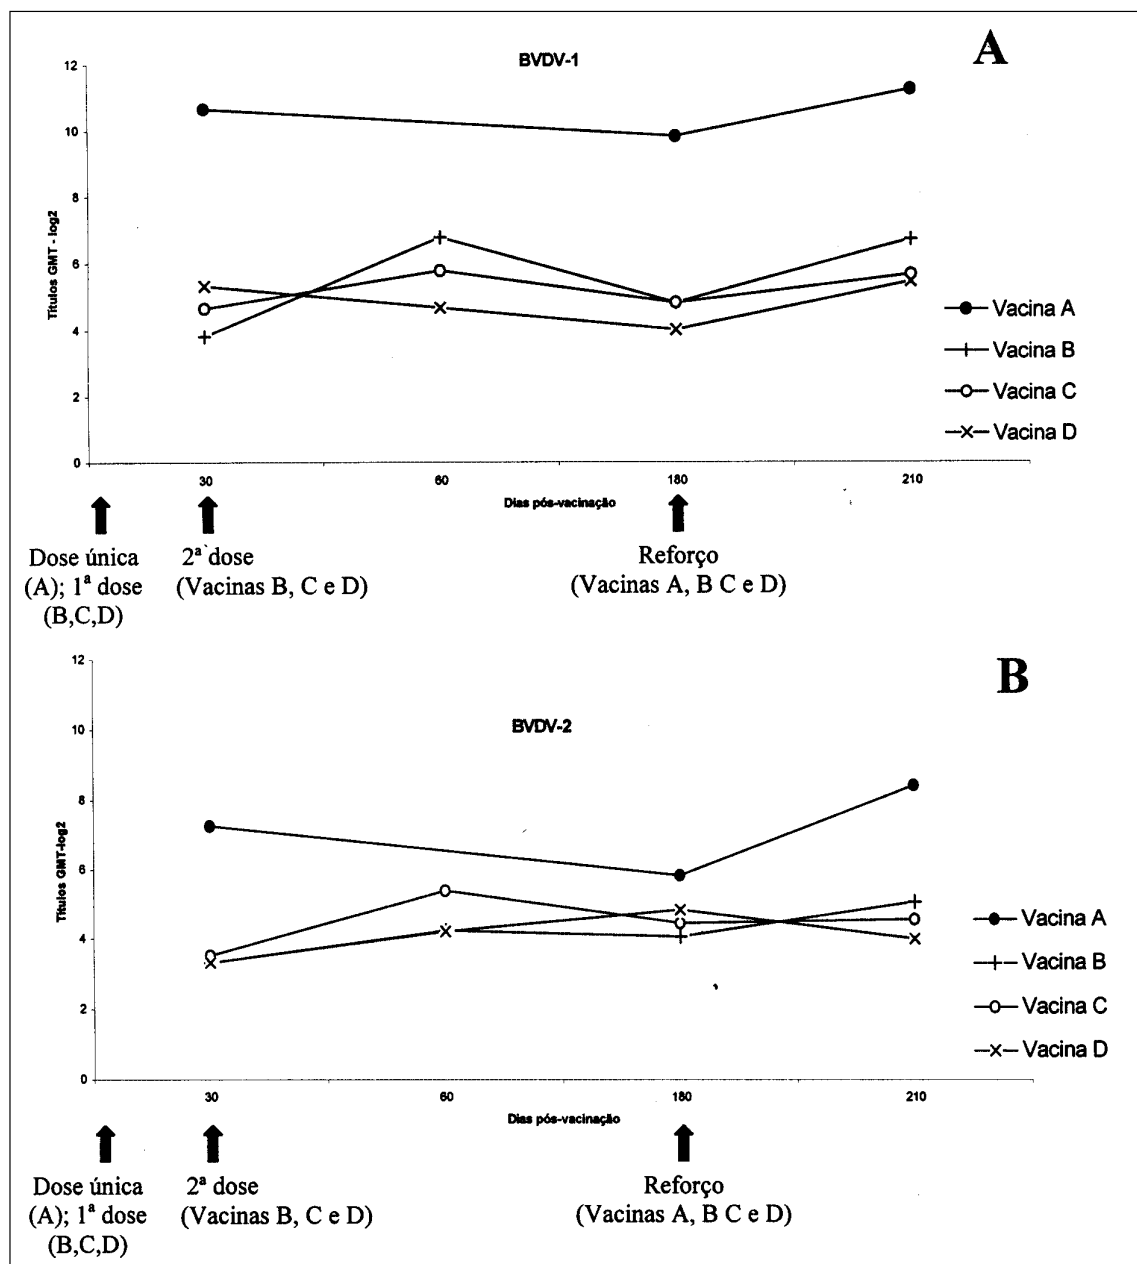 A
BVDV-1
12
10
8
6
4
2
0
Títulos GMT - log2
30
60
180
210
Dias pós-vacinação
Vacina A
Vacina B
Vacina C
Vacina D
Dose única
(A); 1ª dose
(B,C,D)
2ª dose
(Vacinas B, C e D)
Reforço
(Vacinas A, B C e D)
B
BVDV-2
12
10
8
6
4
2
0
Títulos GMT-log2
30
60
180
210
Dias pós-vacinação
Vacina A
Vacina B
Vacina C
Vacina D
Dose única
(A); 1ª dose
(B,C,D)
2ª dose
(Vacinas B, C e D)
Reforço
(Vacinas A, B C e D)